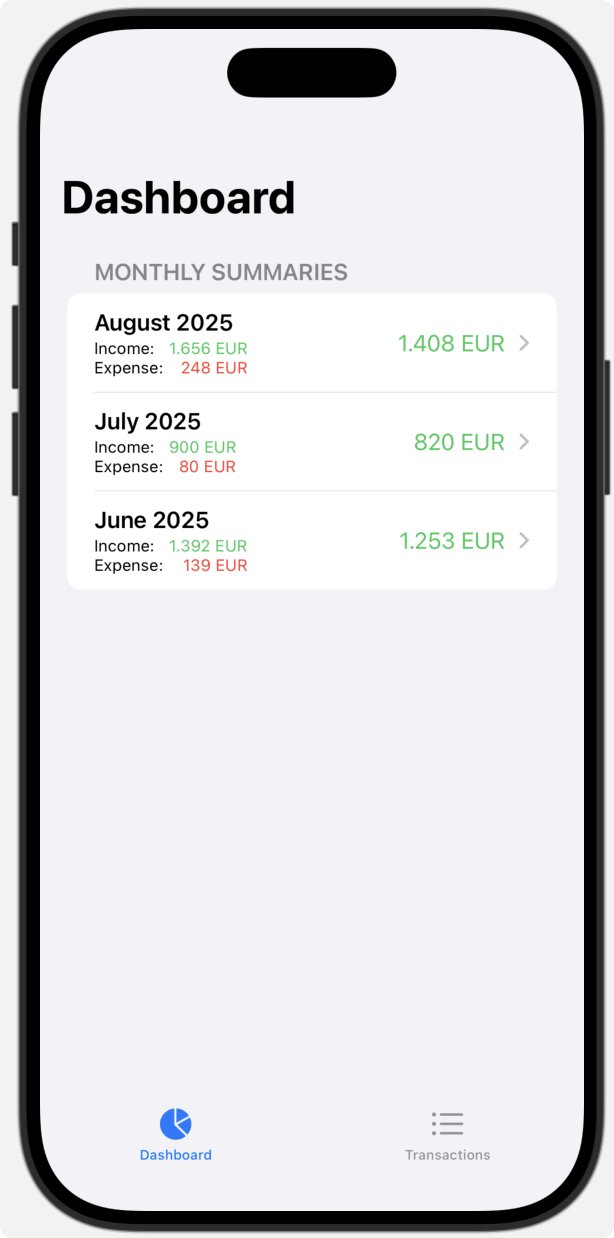 Dashboard
MONTHLY SUMMARIES
August 2025
Income: 1.656 EUR
Expense: 248 EUR
1.408 EUR
July 2025
Income: 900 EUR
Expense: 80 EUR
820 EUR
June 2025
Income: 1.392 EUR
Expense: 139 EUR
1.253 EUR
Dashboard
Transactions